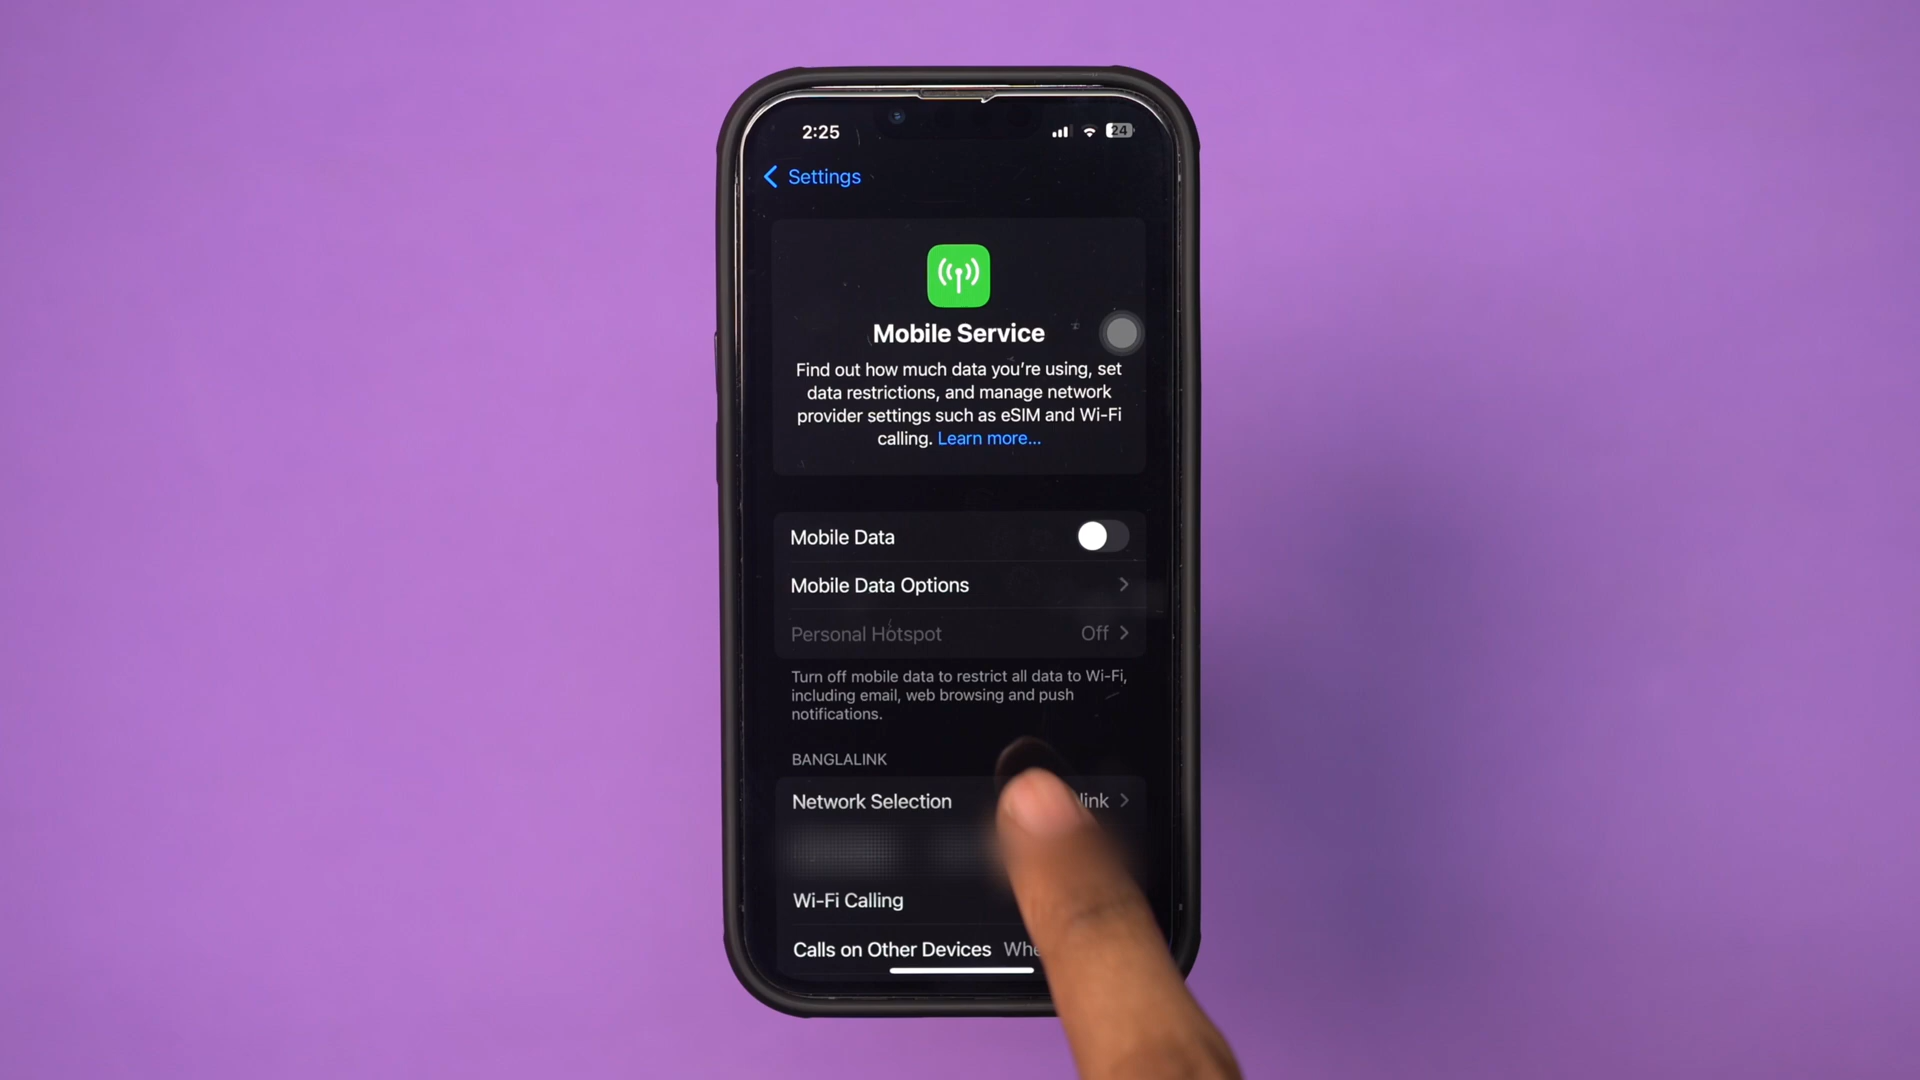 2:25
24
Settings
Mobile Service
Find out how much data you're using, set
data restrictions, and manage network
provider settings such as eSIM and Wi-Fi
calling. Learn more...
Mobile Data
Mobile Data Options
Personal Hotspot Off
Turn off mobile data to restrict all data to Wi-Fi,
including email, web browsing and push
notifications.
BANGLALINK
Network Selection
Wi-Fi Calling
Calls on Other Devices